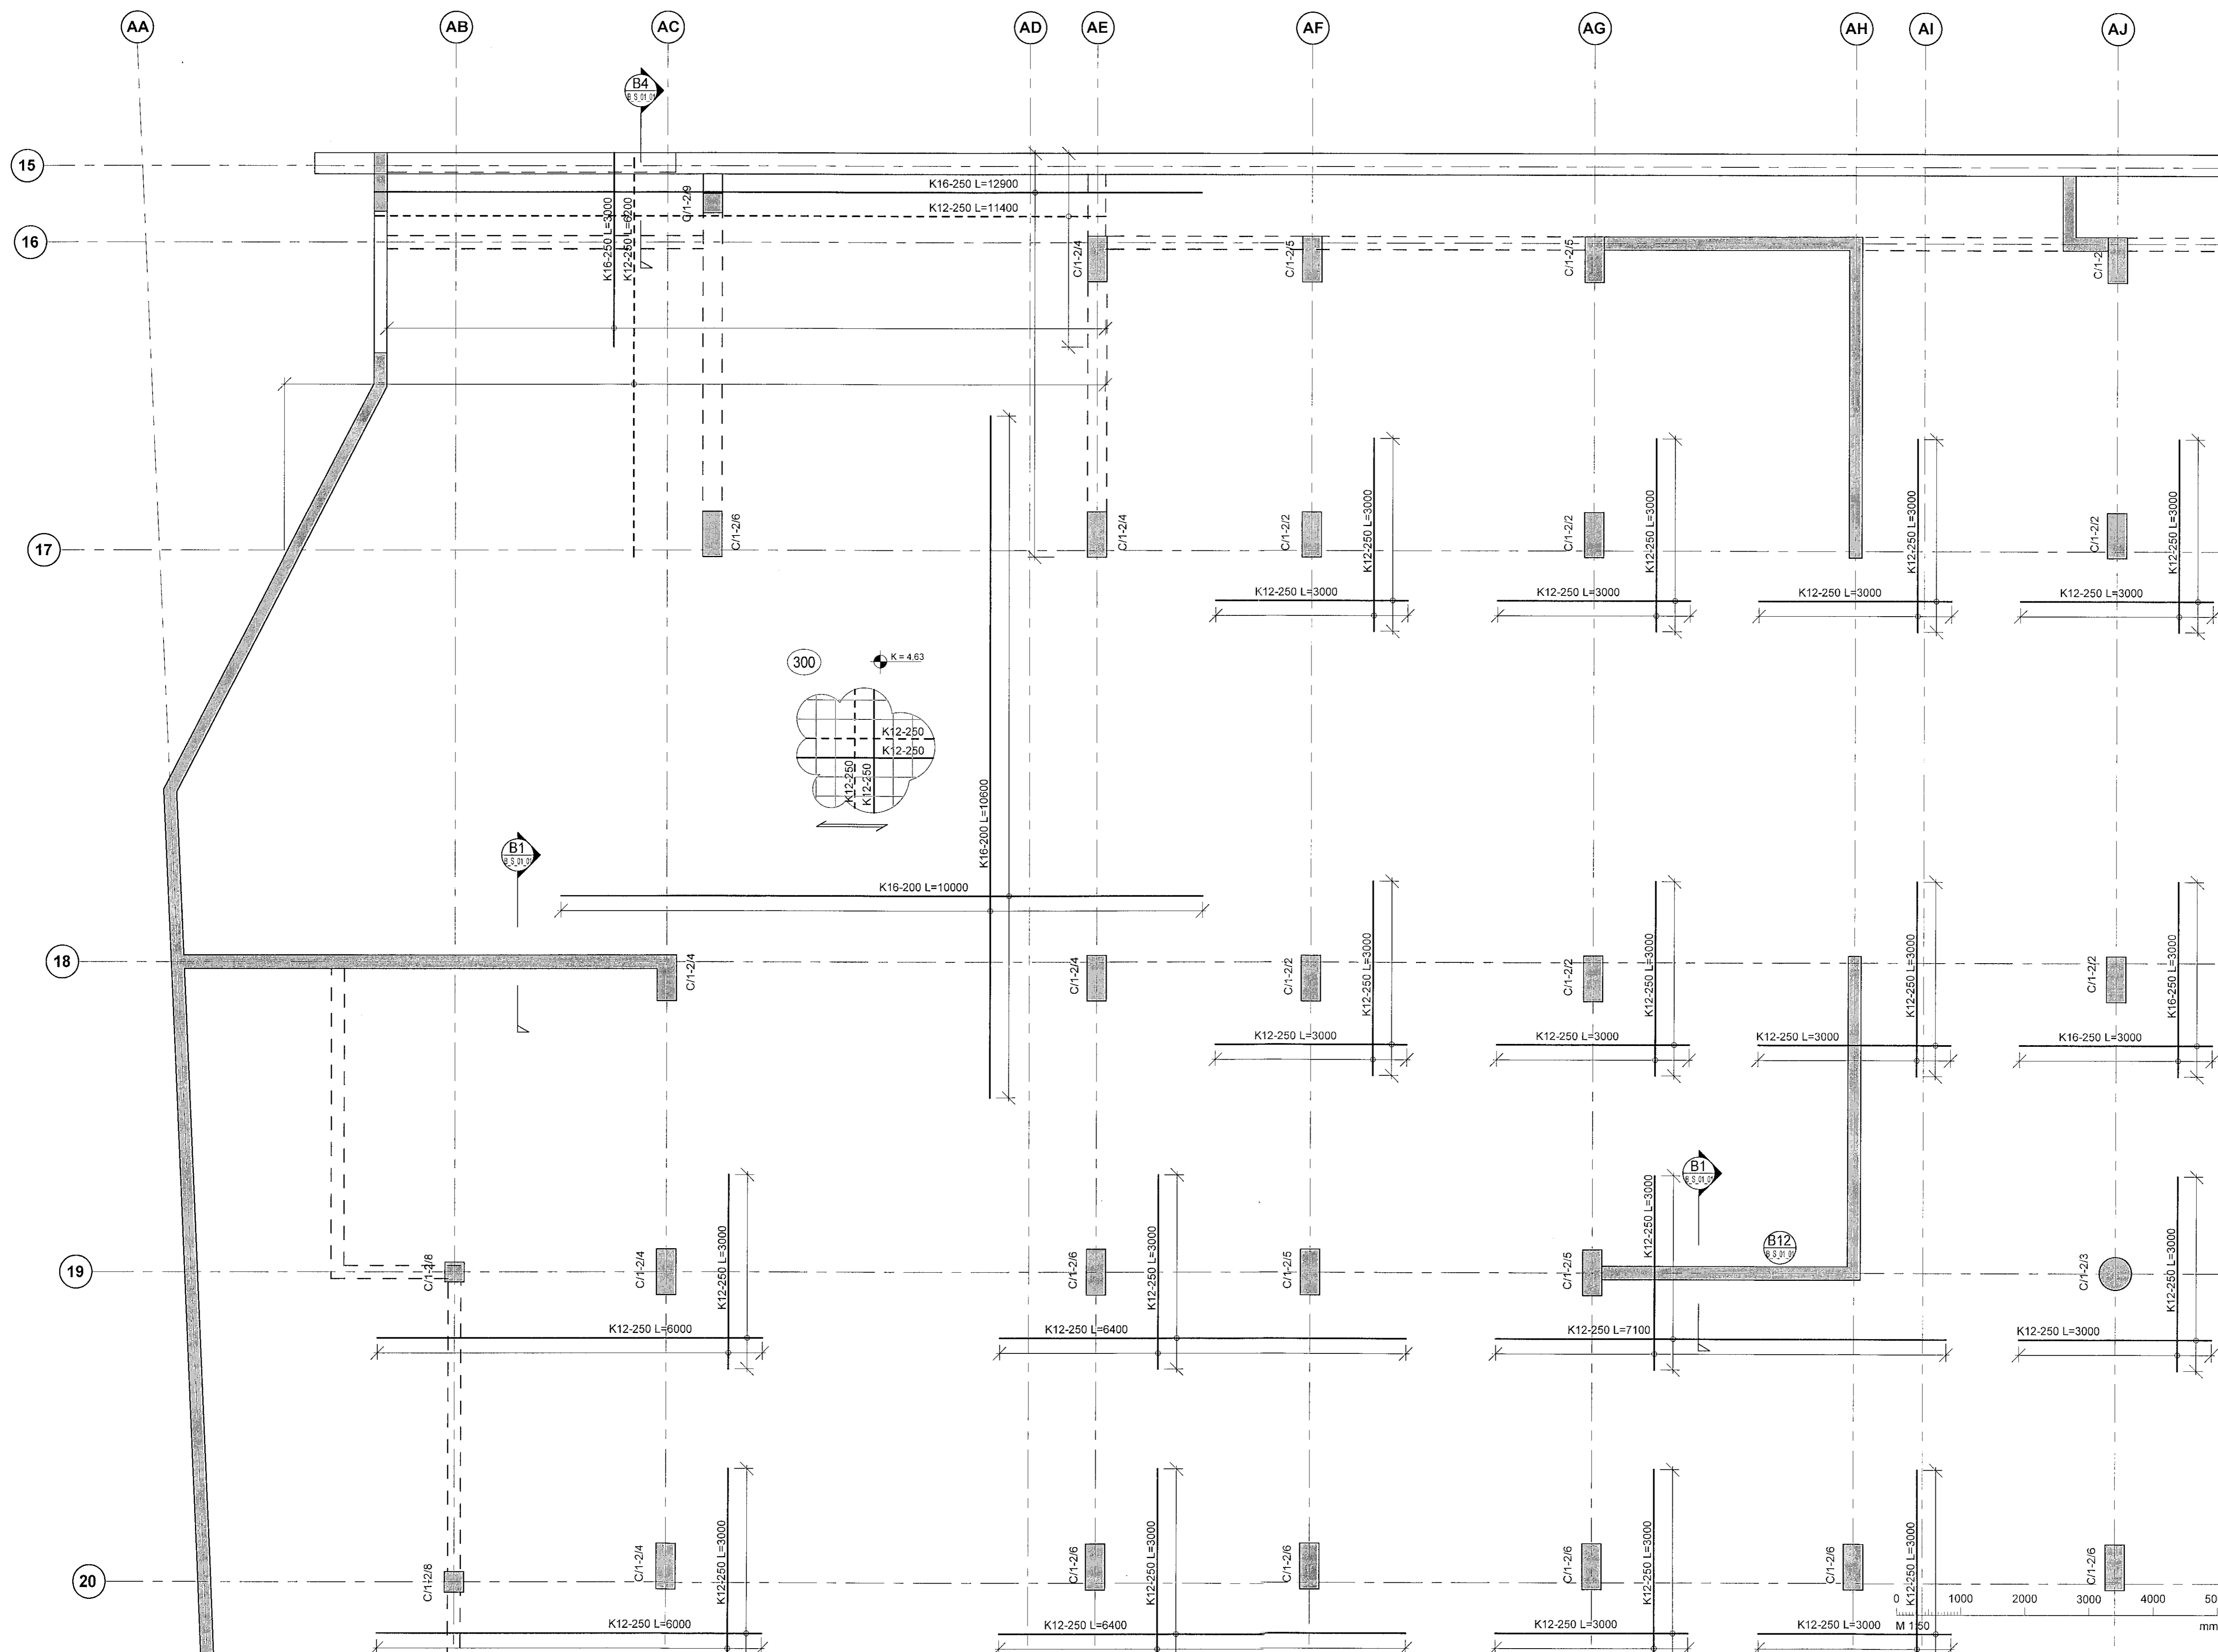 AA
AB
AC
AD
AE
AF
AG
AH
AI
AJ
B4
B_S_01_01
15
K16-250 L=12900
K12-250 L=11400
K16-250 L=3000
K12-250 L=6200
C/1-2/9
16
C/1-2/4
C/1-2/5
C/1-2/5
17
C/1-2/6
C/1-2/4
C/1-2/2
K12-250 L=3000
C/1-2/2
K12-250 L=3000
K12-250 L=3000
C/1-2/2
K12-250 L=3000
K12-250 L=3000
K12-250 L=3000
K12-250 L=3000
K12-250 L=3000
300
K = 4.63
K12-250
K12-250
K12-250
K12-250
K16-200 L=10600
B1
B_S_01_01
K16-200 L=10000
18
C/1-2/4
C/1-2/4
C/1-2/2
K12-250 L=3000
C/1-2/2
K12-250 L=3000
K12-250 L=3000
C/1-2/2
K16-250 L=3000
K12-250 L=3000
K12-250 L=3000
K12-250 L=3000
K16-250 L=3000
B1
B_S_01_01
B12
B_S_01_01
19
C/1-2/8
C/1-2/4
K12-250 L=3000
C/1-2/6
K12-250 L=3000
C/1-2/5
C/1-2/5
K12-250 L=3000
C/1-2/3
K12-250 L=3000
K12-250 L=6000
K12-250 L=6400
K12-250 L=7100
K12-250 L=3000
20
C/1-2/8
C/1-2/4
K12-250 L=3000
C/1-2/6
K12-250 L=3000
C/1-2/6
C/1-2/6
K12-250 L=3000
C/1-2/6
K12-250 L=3000
C/1-2/6
0 1000 2000 3000 4000
K12-250 L=6000
K12-250 L=6400
K12-250 L=3000
K12-250 L=3000
M 1:50
mm